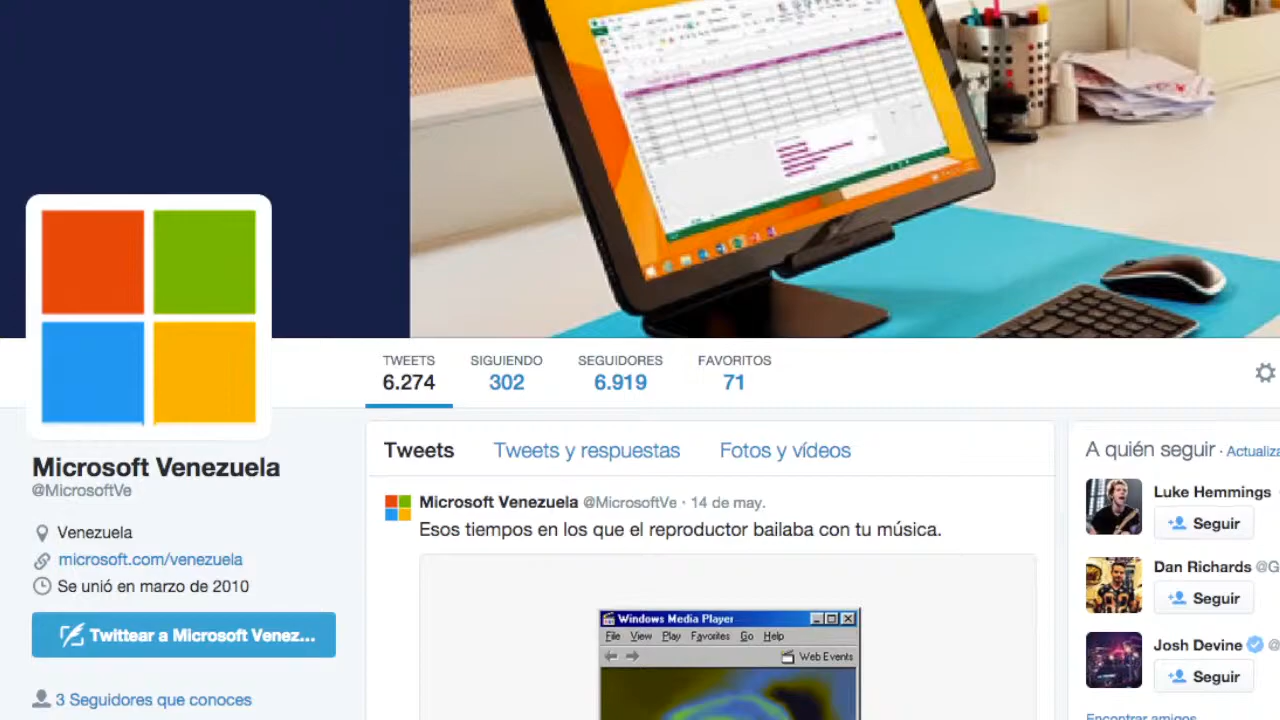 TWEETS
6.274
SIGUIENDO
302
SEGUIDORES
6.919
FAVORITOS
71
Microsoft Venezuela
@MicrosoftVe
Venezuela
microsoft.com/venezuela
Se unió en marzo de 2010
Twittear a Microsoft Venez...
3 Seguidores que conoces
Tweets
Tweets y respuestas
Fotos y vídeos
Microsoft Venezuela @MicrosoftVe · 14 de may.
Esos tiempos en los que el reproductor bailaba con tu música.
Windows Media Player
File View Play Favorites Go Help
Web Events
A quién seguir · Actualiza
Luke Hemmings
Seguir
Dan Richards @G
Seguir
Josh Devine @
Seguir
Encontrar amigos